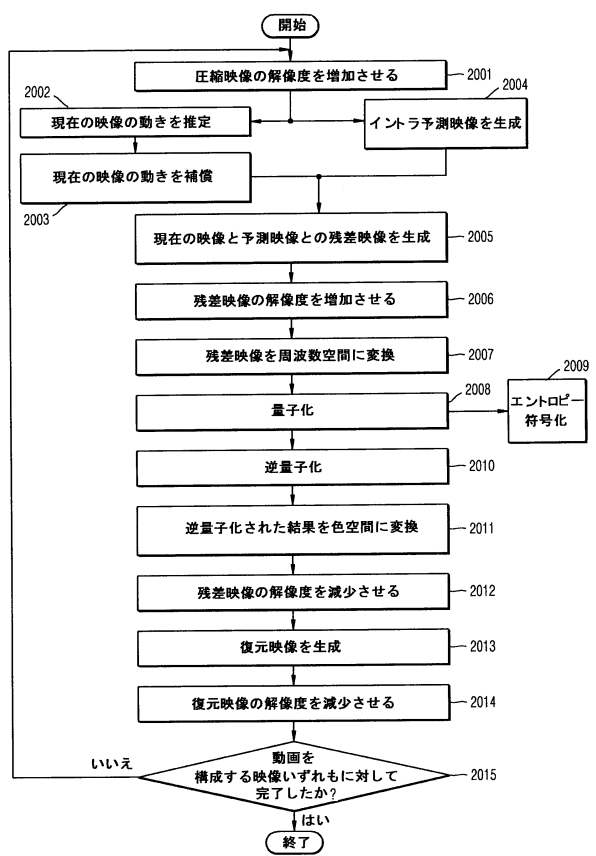 開始
圧縮映像の解像度を増加させる
2001
2002
2004
現在の映像の動きを推定
イントラ予測映像を生成
現在の映像の動きを補償
2003
現在の映像と予測映像との残差映像を生成
2005
残差映像の解像度を増加させる
2006
残差映像を周波数空間に変換
2007
2008
2009
量子化
エントロピー
符号化
逆量子化
2010
逆量子化された結果を色空間に変換
2011
残差映像の解像度を減少させる
2012
復元映像を生成
2013
復元映像の解像度を減少させる
2014
いいえ
動画を
構成する映像いずれもに対して
完了したか?
2015
はい
終了